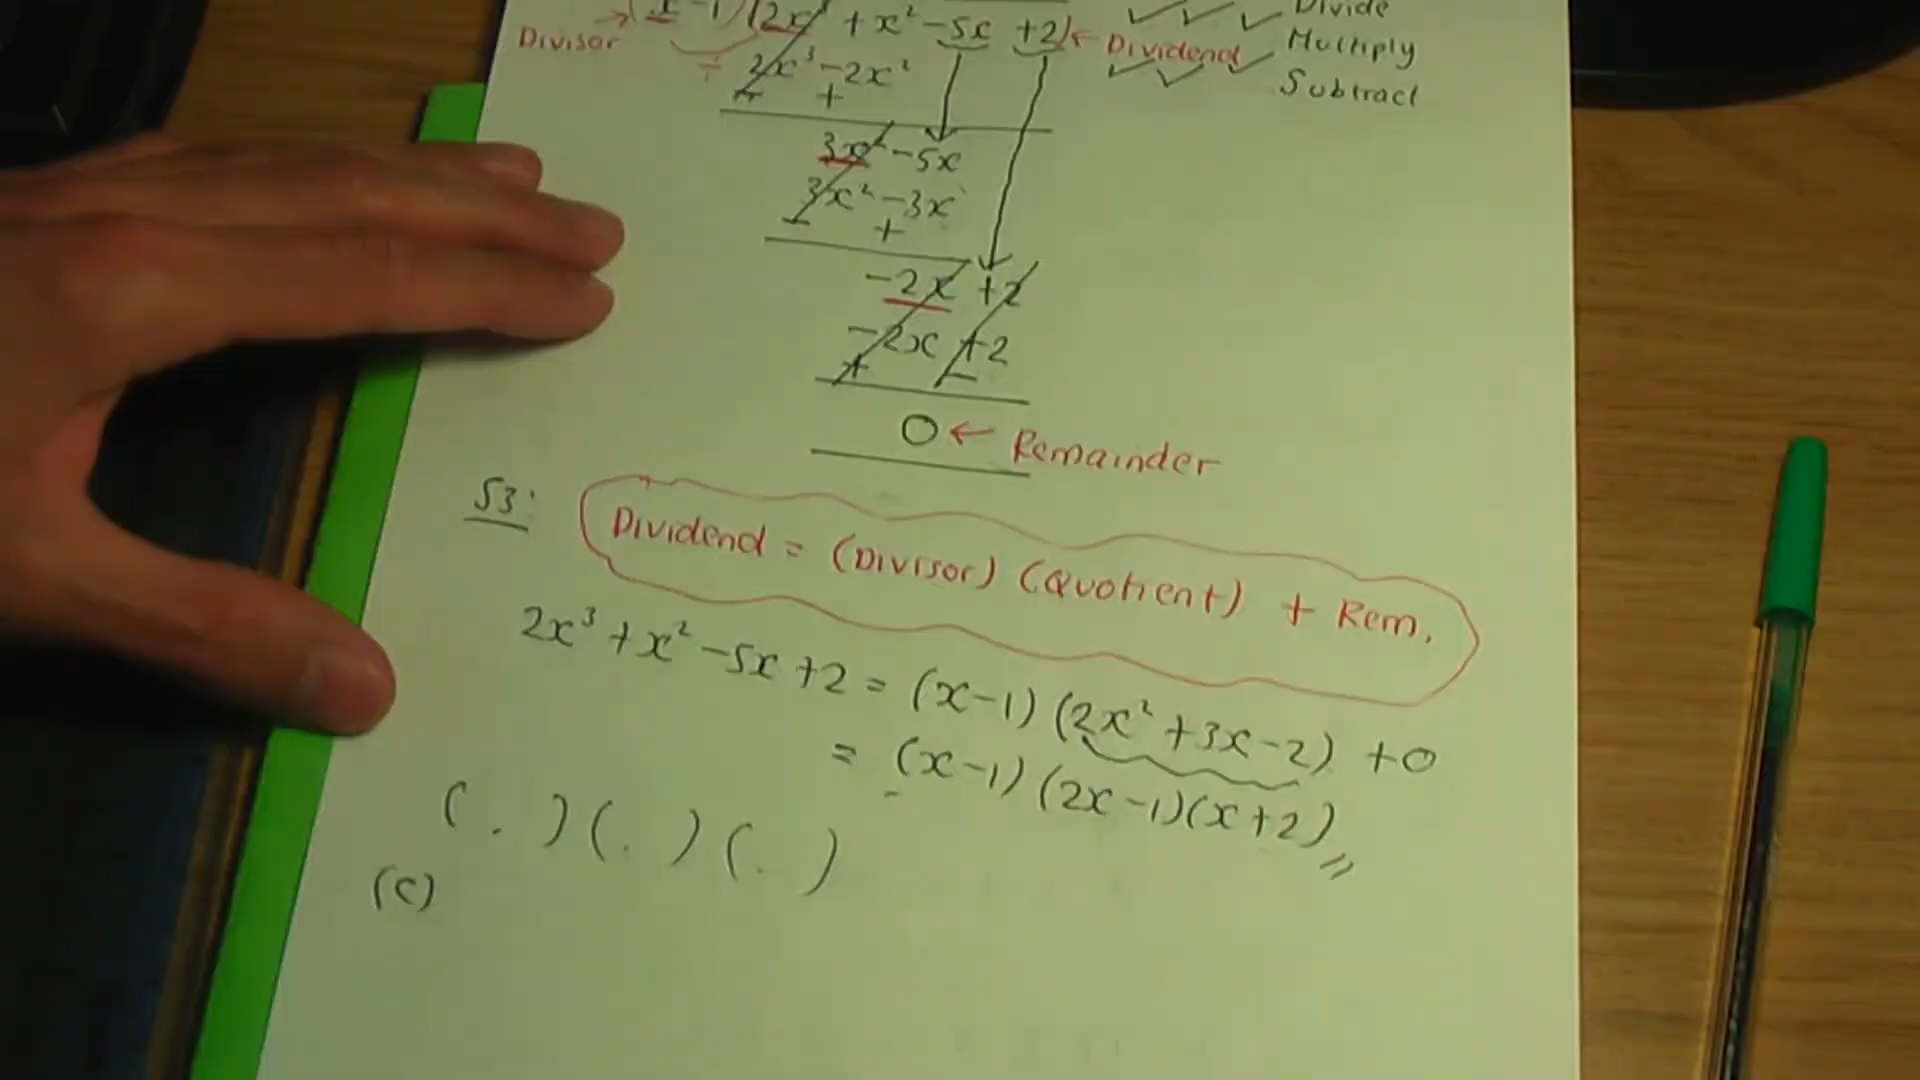 (x-1) (2x³ + x² -5x +2) ← Dividend
Divisor
Divide
Multiply
Subtract
2x³ -2x²
- +
3x² -5x
3x² -3x
- +
-2x +2
-2x +2
+ -
0 ← Remainder
S3:
Dividend = (Divisor) (Quotient) + Rem.
2x³ + x² -5x +2 = (x-1) (2x² +3x-2) +0
= (x-1) (2x-1)(x+2)
( . ) ( . ) ( . )
(c)